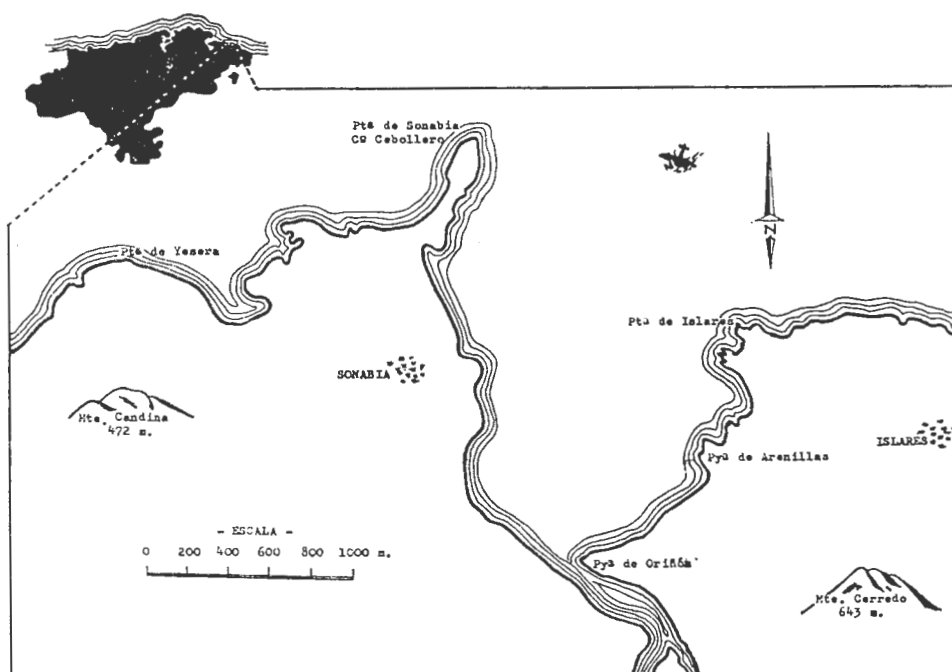 Ptª de Sonabia
Cº Cebollero
N
Ptª de Yesera
Ptª de Islares
SONABIA
Mte. Candina
472 m.
ISLARES
Pyª de Arenillas
- ESCALA -
0 200 400 600 800 1000 m.
Pyª de Oriñón
Mte. Cerredo
643 m.